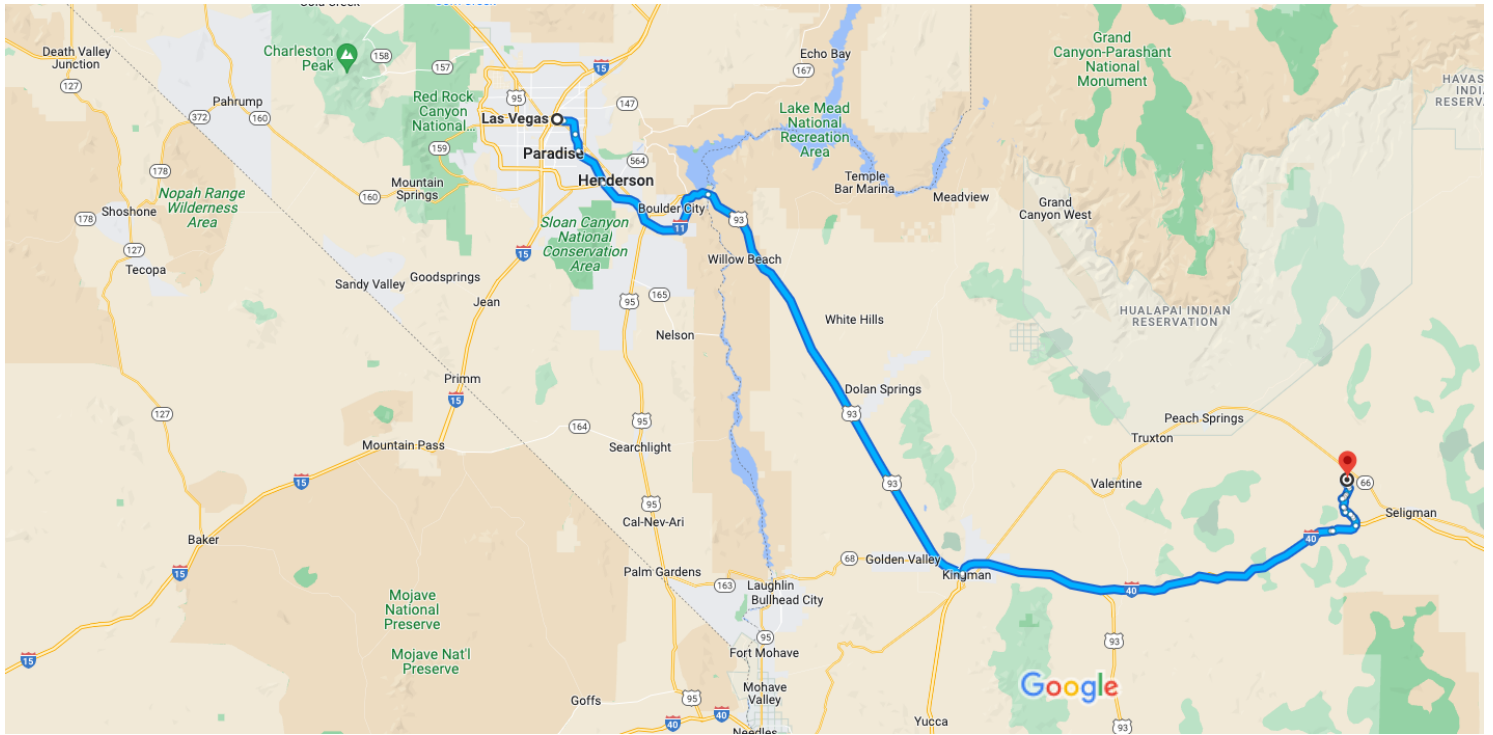 Death Valley
Junction
127
Charleston
Peak
158
157
Pahrump
372
160
Red Rock
Canyon
National...
95
15
147
Las Vegas
159
Paradise
564
Henderson
Echo Bay
167
Lake Mead
National
Recreation
Area
Grand
Canyon-Parashant
National
Monument
Temple
Bar Marina
Meadview
Grand
Canyon West
178
Nopah Range
Wilderness
Area
Mountain
Springs
160
178
Shoshone
127
Tecopa
Boulder City
11
93
Sloan Canyon
National
Conservation
Area
15
Willow Beach
Sandy Valley
Goodsprings
Jean
95
165
Nelson
White Hills
HUALAPAI INDIAN
RESERVATION
Primm
15
Dolan Springs
93
127
164
95
Mountain Pass
Searchlight
Peach Springs
Truxton
15
93
Valentine
66
95
Cal-Nev-Ari
Seligman
Baker
15
40
Palm Gardens
163
68
Golden Valley
Kingman
Laughlin
Bullhead City
40
Mojave
National
Preserve
Mojave Nat'l
Preserve
95
Fort Mohave
93
15
Goffs
95
Mohave
Valley
Google
40
40
Needles
Yucca
93